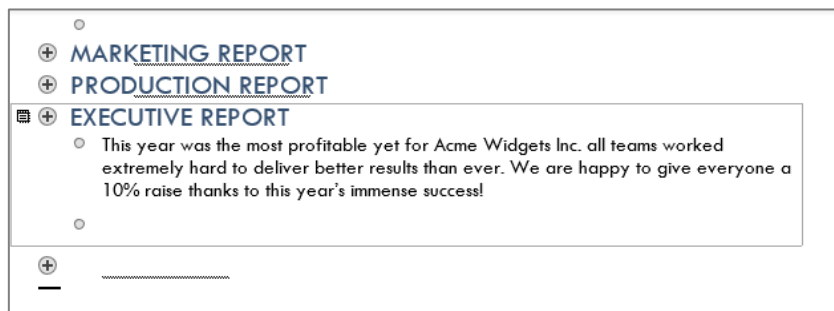 MARKETING REPORT
PRODUCTION REPORT
EXECUTIVE REPORT
This year was the most profitable yet for Acme Widgets Inc. all teams worked
extremely hard to deliver better results than ever. We are happy to give everyone a
10% raise thanks to this year's immense success!